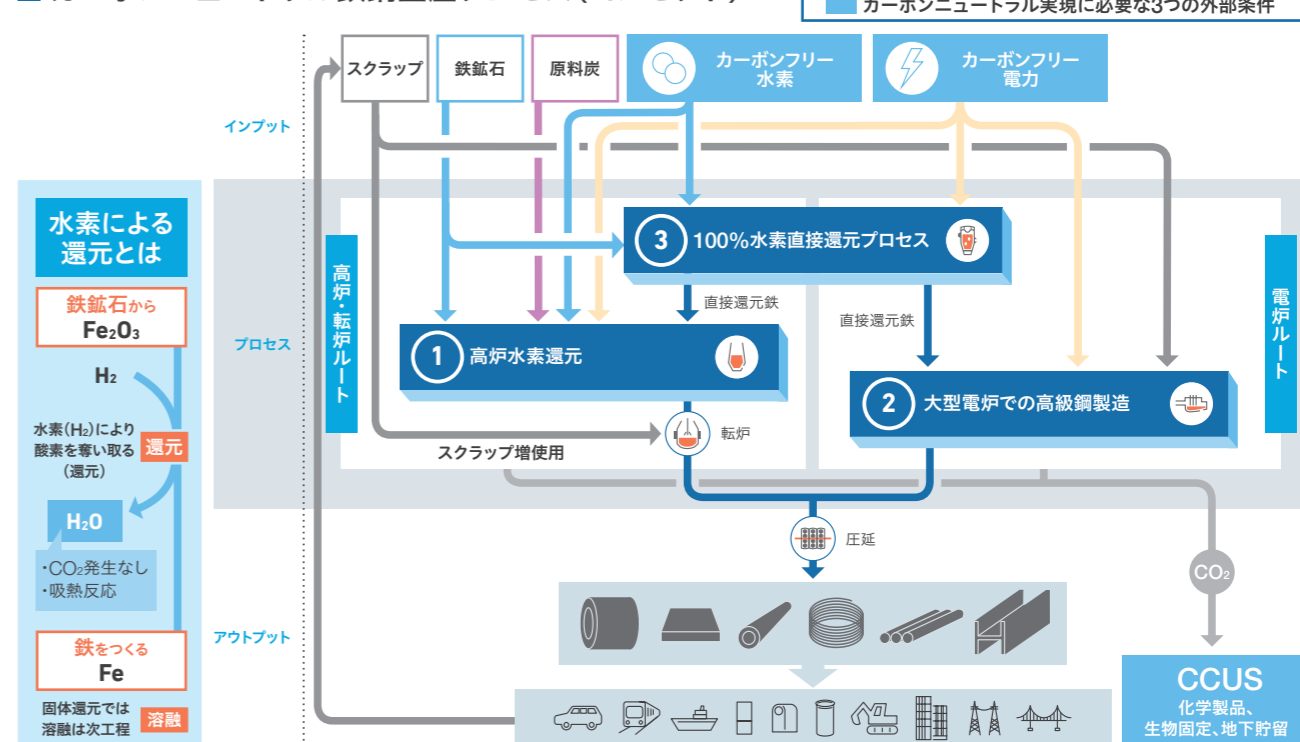 カーボンニュートラル実現に必要な3つの外部条件
スクラップ
鉄鉱石
原料炭
カーボンフリー
水素
カーボンフリー
電力
インプット
水素による
還元とは
鉄鉱石から
Fe₂O₃
H₂
水素(H₂)により
酸素を奪い取る
(還元)
還元
H₂O
・CO₂発生なし
・吸熱反応
鉄をつくる
Fe
固体還元では
溶融は次工程
溶融
プロセス
高炉・転炉ルート
3 100%水素直接還元プロセス
直接還元鉄
直接還元鉄
1 高炉水素還元
2 大型電炉での高級鋼製造
電炉ルート
転炉
スクラップ増使用
圧延
CO₂
アウトプット
CCUS
化学製品、
生物固定、地下貯留